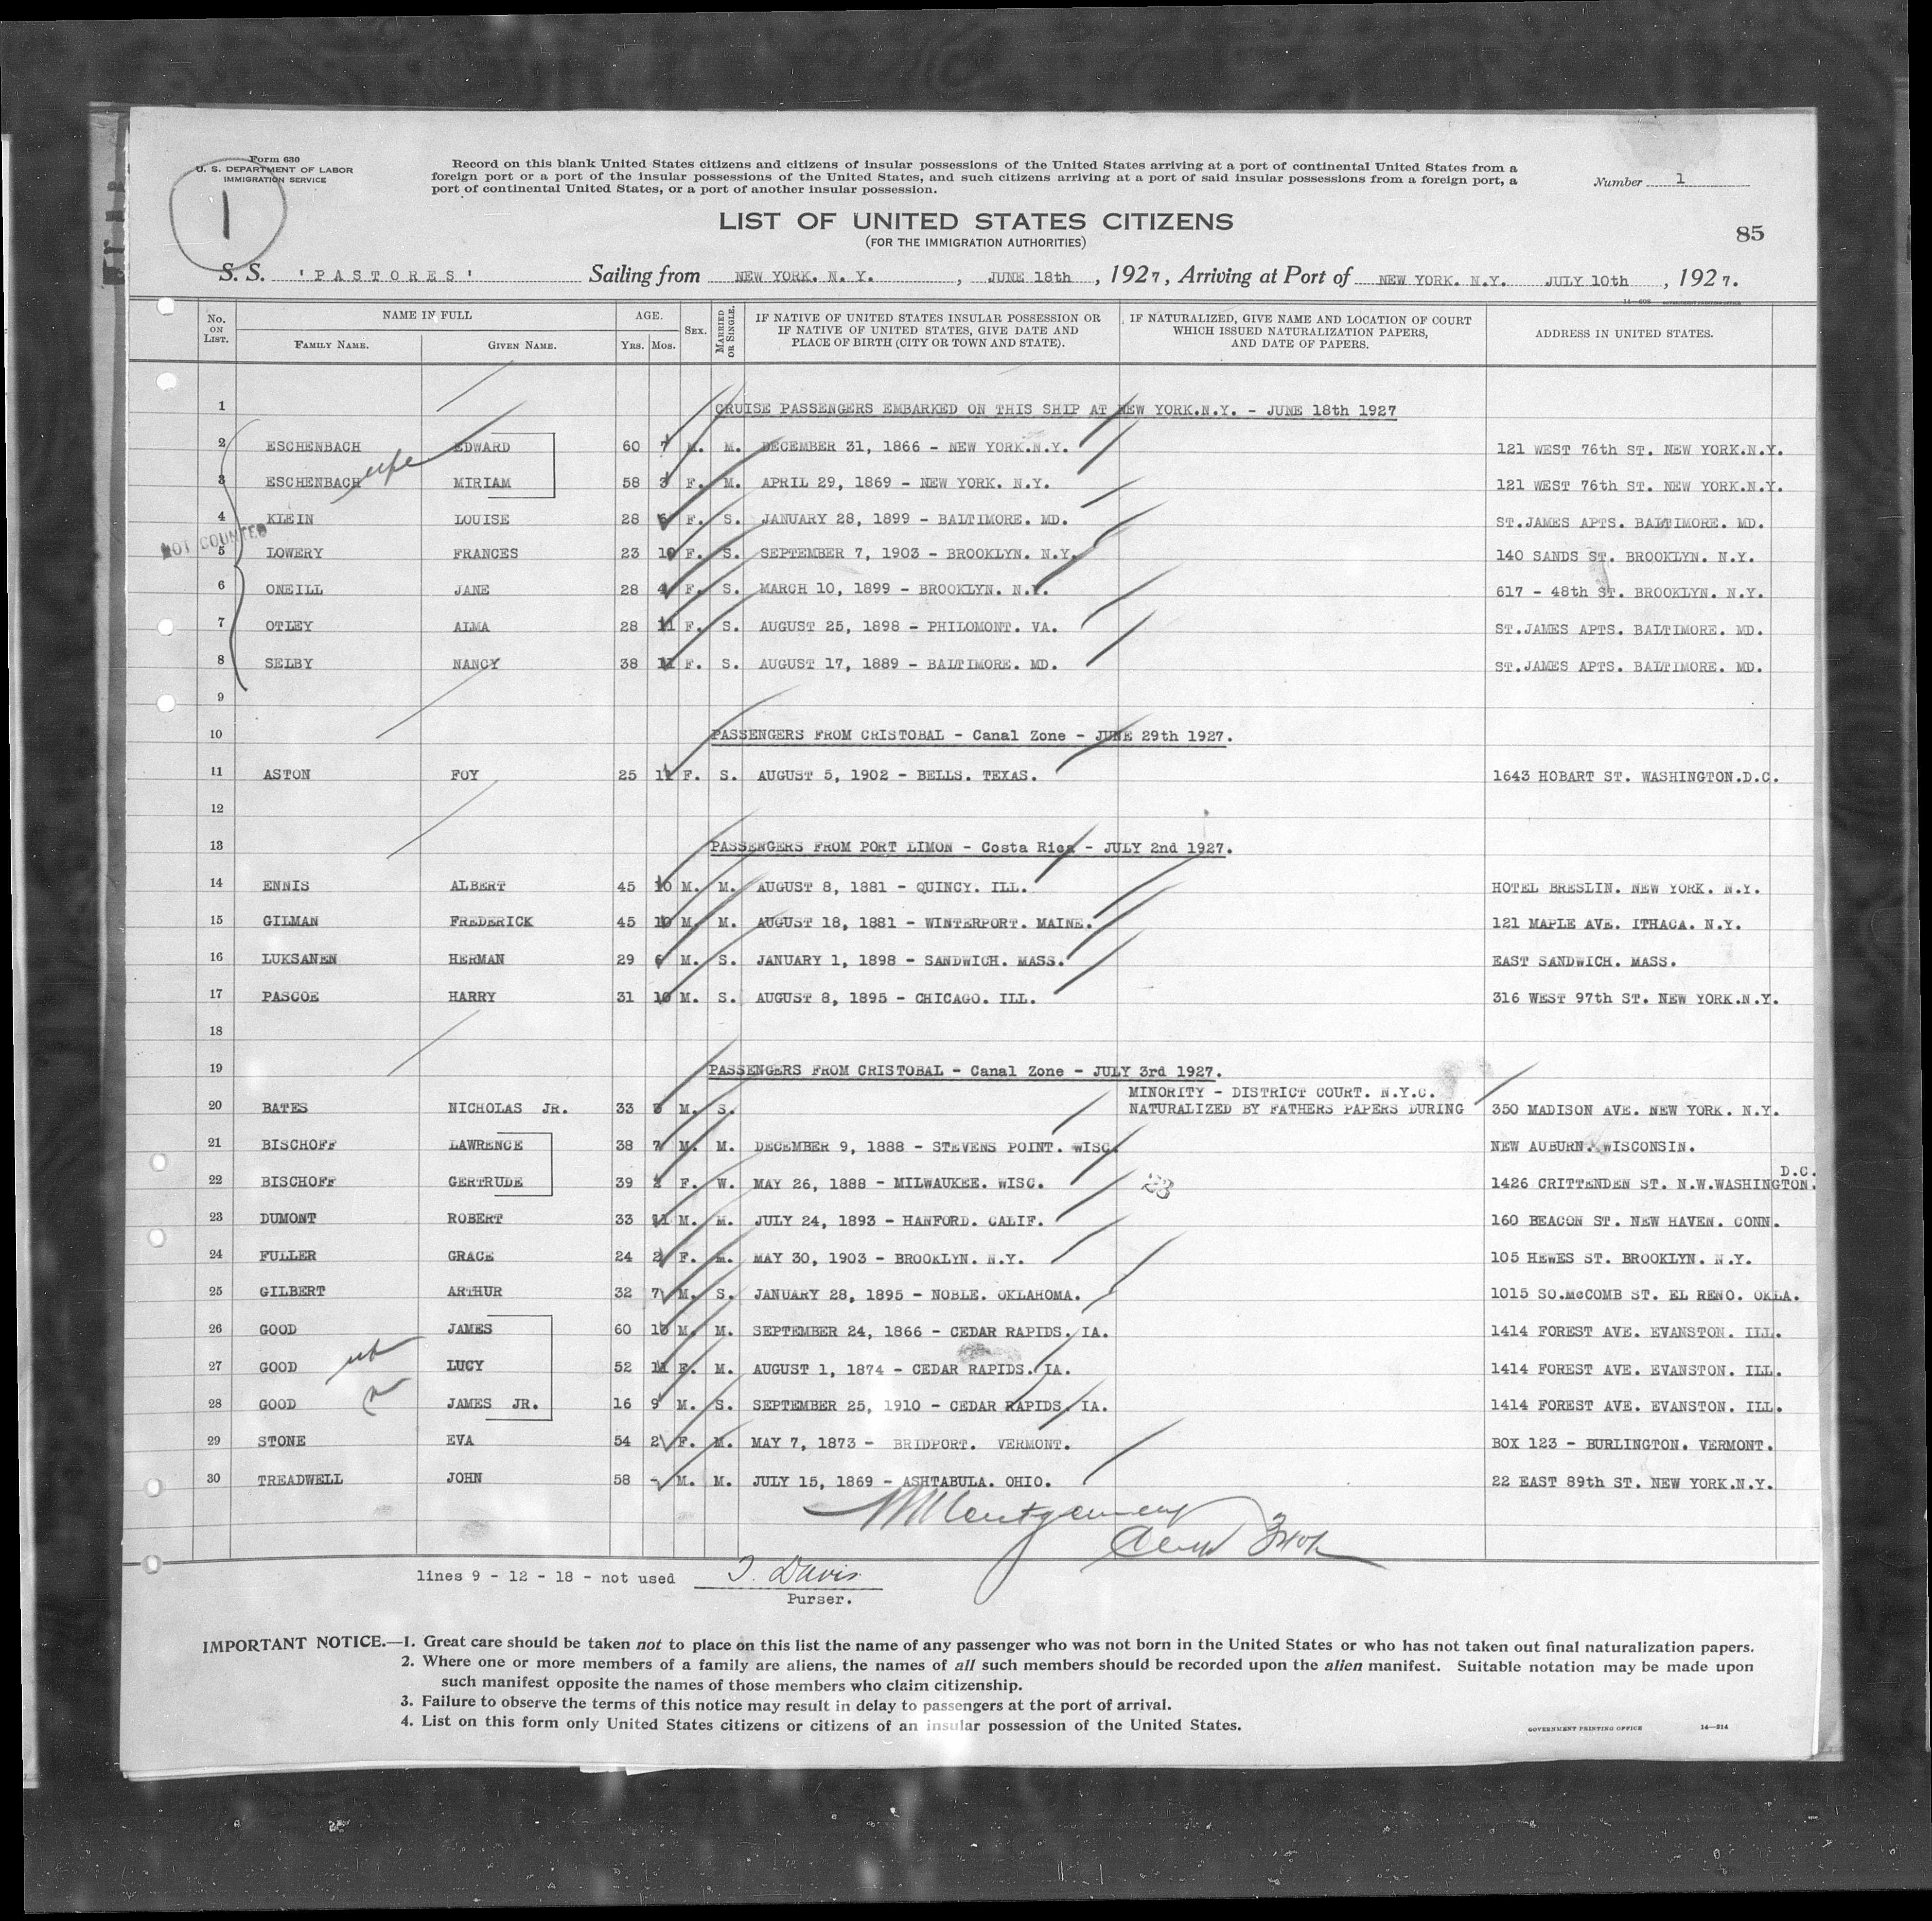 Form 630
U. S. DEPARTMENT OF LABOR
IMMIGRATION SERVICE
1
Record on this blank United States citizens and citizens of insular possessions of the United States arriving at a port of continental United States from a
foreign port or a port of the insular possessions of the United States, and such citizens arriving at a port of said insular possessions from a foreign port, a
port of continental United States, or a port of another insular possession.
Number 1
LIST OF UNITED STATES CITIZENS
(FOR THE IMMIGRATION AUTHORITIES)
85
S. S. 'PASTORES' Sailing from NEW YORK. N. Y. , JUNE 18th , 1927, Arriving at Port of NEW YORK. N.Y. JULY 10th , 1927.
No. ON LIST. NAME IN FULL FAMILY NAME. GIVEN NAME. AGE. YRS. MOS. SEX. MARRIED OR SINGLE. IF NATIVE OF UNITED STATES INSULAR POSSESSION OR IF NATIVE OF UNITED STATES, GIVE DATE AND PLACE OF BIRTH (CITY OR TOWN AND STATE). IF NATURALIZED, GIVE NAME AND LOCATION OF COURT WHICH ISSUED NATURALIZATION PAPERS, AND DATE OF PAPERS. ADDRESS IN UNITED STATES.
1 CRUISE PASSENGERS EMBARKED ON THIS SHIP AT NEW YORK.N.Y. - JUNE 18th 1927
2 ESCHENBACH EDWARD 60 7 M. M. DECEMBER 31, 1866 - NEW YORK.N.Y. 121 WEST 76th ST. NEW YORK.N.Y.
3 ESCHENBACH wife MIRIAM 58 3 F. M. APRIL 29, 1869 - NEW YORK. N.Y. 121 WEST 76th ST. NEW YORK.N.Y.
4 KLEIN LOUISE 28 F. S. JANUARY 28, 1899 - BALTIMORE. MD. ST.JAMES APTS. BALTIMORE. MD.
NOT COUNTED
5 LOWERY FRANCES 23 10 F. S. SEPTEMBER 7, 1903 - BROOKLYN. N.Y. 140 SANDS ST. BROOKLYN. N.Y.
6 ONEILL JANE 28 4 F. S. MARCH 10, 1899 - BROOKLYN. N.Y. 617 - 48th ST. BROOKLYN. N.Y.
7 OTLEY ALMA 28 11 F. S. AUGUST 25, 1898 - PHILOMONT. VA. ST.JAMES APTS. BALTIMORE. MD.
8 SELBY NANCY 38 11 F. S. AUGUST 17, 1889 - BALTIMORE. MD. ST.JAMES APTS. BALTIMORE. MD.
9
10 PASSENGERS FROM CRISTOBAL - Canal Zone - JUNE 29th 1927.
11 ASTON FOY 25 11 F. S. AUGUST 5, 1902 - BELLS. TEXAS. 1643 HOBART ST. WASHINGTON.D.C.
12
13 PASSENGERS FROM PORT LIMON - Costa Rica - JULY 2nd 1927.
14 ENNIS ALBERT 45 10 M. M. AUGUST 8, 1881 - QUINCY. ILL. HOTEL BRESLIN. NEW YORK. N.Y.
15 GILMAN FREDERICK 45 10 M. M. AUGUST 18, 1881 - WINTERPORT. MAINE. 121 MAPLE AVE. ITHACA. N.Y.
16 LUKSANEN HERMAN 29 6 M. S. JANUARY 1, 1898 - SANDWICH. MASS. EAST SANDWICH. MASS.
17 PASCOE HARRY 31 10 M. S. AUGUST 8, 1895 - CHICAGO. ILL. 316 WEST 97th ST. NEW YORK.N.Y.
18
19 PASSENGERS FROM CRISTOBAL - Canal Zone - JULY 3rd 1927.
MINORITY - DISTRICT COURT. N.Y.C.
20 BATES NICHOLAS JR. 33 M. S. NATURALIZED BY FATHERS PAPERS DURING 350 MADISON AVE. NEW YORK. N.Y.
21 BISCHOFF LAWRENCE 38 7 M. M. DECEMBER 9, 1888 - STEVENS POINT. WISC. NEW AUBURN. WISCONSIN.
D.C.
22 BISCHOFF GERTRUDE 39 2 F. W. MAY 26, 1888 - MILWAUKEE. WISC. 23 1426 CRITTENDEN ST. N.W.WASHINGTON.
23 DUMONT ROBERT 33 11 M. M. JULY 24, 1893 - HANFORD. CALIF. 160 BEACON ST. NEW HAVEN. CONN.
24 FULLER GRACE 24 2 F. m. MAY 30, 1903 - BROOKLYN. N.Y. 105 HEWES ST. BROOKLYN. N.Y.
25 GILBERT ARTHUR 32 7 M. S. JANUARY 28, 1895 - NOBLE. OKLAHOMA. 1015 SO.McCOMB ST. EL RENO. OKLA.
26 GOOD JAMES 60 10 M. M. SEPTEMBER 24, 1866 - CEDAR RAPIDS. IA. 1414 FOREST AVE. EVANSTON. ILL.
27 GOOD LUCY 52 11 F. M. AUGUST 1, 1874 - CEDAR RAPIDS. IA. 1414 FOREST AVE. EVANSTON. ILL.
28 GOOD JAMES JR. 16 9 M. S. SEPTEMBER 25, 1910 - CEDAR RAPIDS. IA. 1414 FOREST AVE. EVANSTON. ILL.
29 STONE EVA 54 2 F. M. MAY 7, 1873 - BRIDPORT. VERMONT. BOX 123 - BURLINGTON. VERMONT.
30 TREADWELL JOHN 58 - M. M. JULY 15, 1869 - ASHTABULA. OHIO. 22 EAST 89th ST. NEW YORK.N.Y.
Montgomery
lines 9 - 12 - 18 - not used J. Davis
Purser.
IMPORTANT NOTICE.—1. Great care should be taken not to place on this list the name of any passenger who was not born in the United States or who has not taken out final naturalization papers.
2. Where one or more members of a family are aliens, the names of all such members should be recorded upon the alien manifest. Suitable notation may be made upon
such manifest opposite the names of those members who claim citizenship.
3. Failure to observe the terms of this notice may result in delay to passengers at the port of arrival.
4. List on this form only United States citizens or citizens of an insular possession of the United States.
GOVERNMENT PRINTING OFFICE 14—314